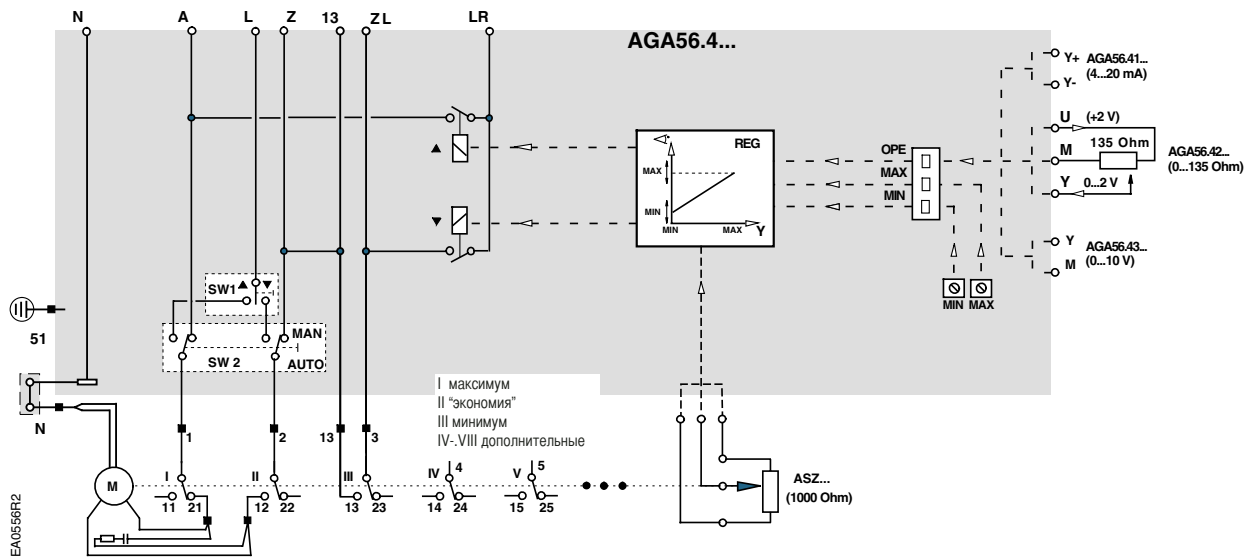 N A L Z 13 ZL LR
AGA56.4...
Y+ AGA56.41...
(4...20 mA)
Y-
U (+2 V)
135 Ohm
M
AGA56.42...
(0...135 Ohm)
Y 0...2 V
Y AGA56.43...
(0...10 V)
M
OPE
MAX
MIN
REG
MAX
MIN
MIN MAX Y
MIN MAX
SW1
MAN
SW 2 AUTO
51
N
I максимум
II "экономия"
III минимум
IV-.VIII дополнительные
1 2 13 3
M
I II III IV 4 V 5
11 21 12 22 13 23 14 24 15 25
ASZ...
(1000 Ohm)
EA0556R2